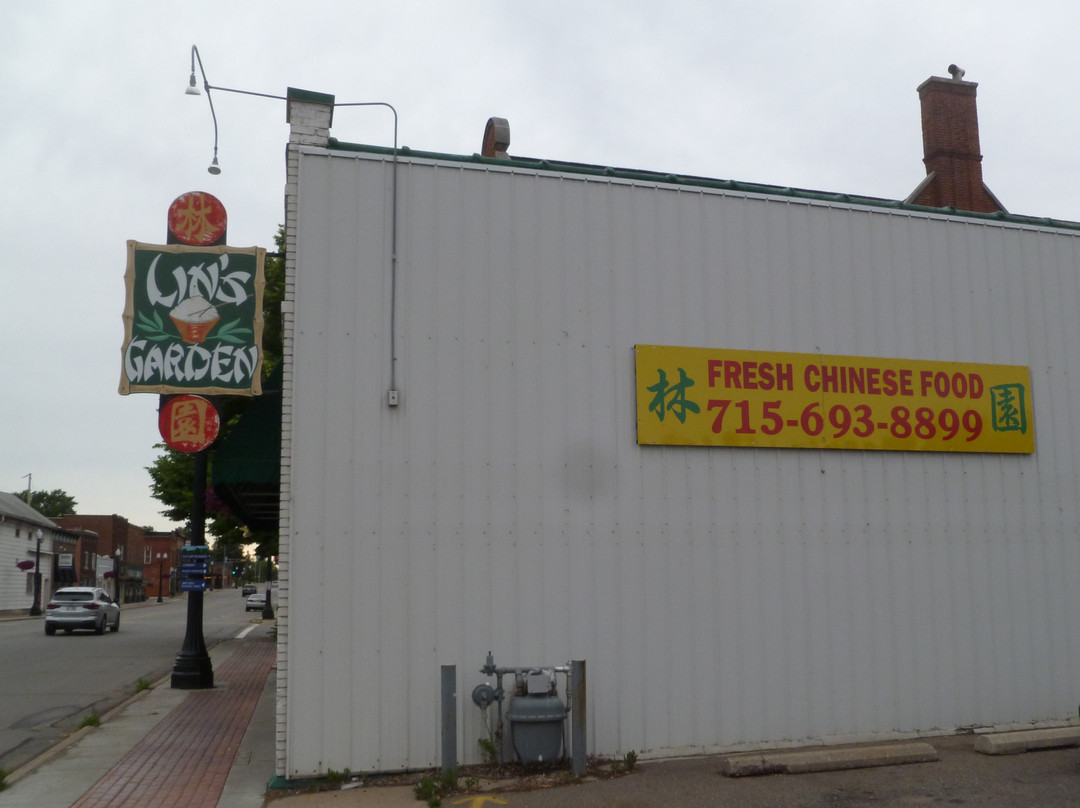 林
LIN'S
GARDEN
園
林
FRESH CHINESE FOOD
715-693-8899
園